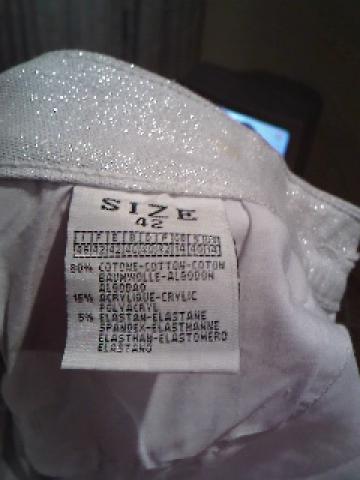 SIZE
42
80% COTONE-COTTON-COTON
BAUMWOLLE-ALGODON
ALGODAO
15% ACRYLIQUE-CRYLIC
POLYACRYL
5% ELASTAN-ELASTANE
SPANDEX-ELASTHANNE
ELASTHAN-ELASTOMERO
ELASTANO